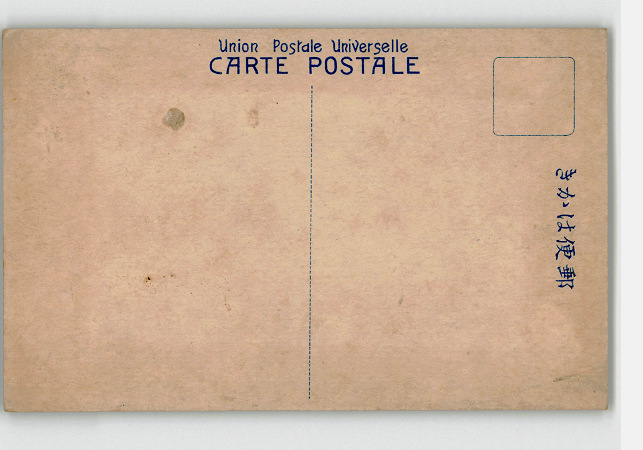 Union Postale Universelle
CARTE POSTALE
きかは便郵